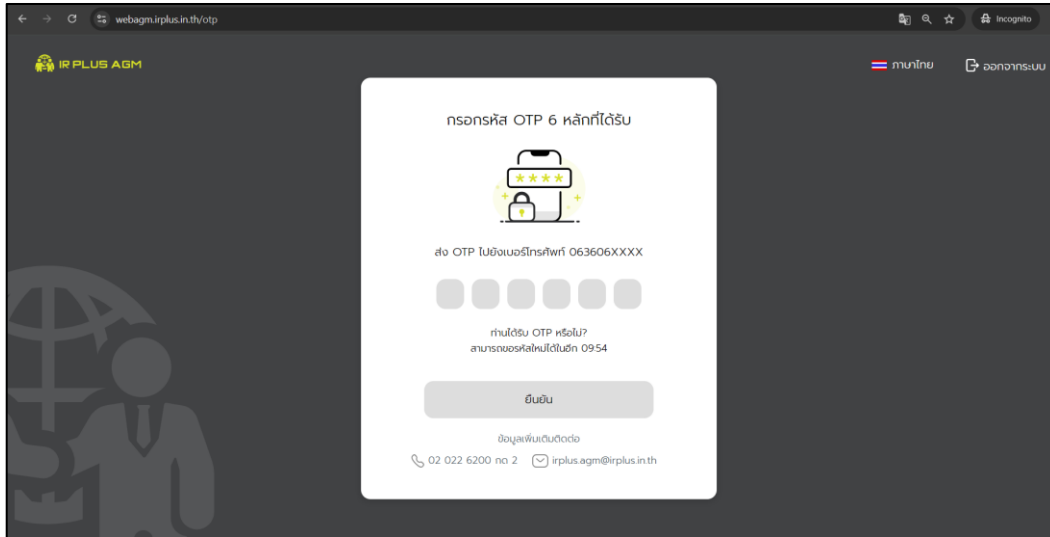 webagm.irplus.in.th/otp
Incognito
IR PLUS AGM
ภาษาไทย
ออกจากระบบ
กรอกรหัส OTP 6 หลักที่ได้รับ
****
ส่ง OTP ไปยังเบอร์โทรศัพท์ 063606XXXX
ท่านได้รับ OTP หรือไม่?
สามารถขอรหัสใหม่ได้ในอีก 09:54
ยืนยัน
ข้อมูลเพิ่มเติมติดต่อ
02 022 6200 กด 2 irplus.agm@irplus.in.th